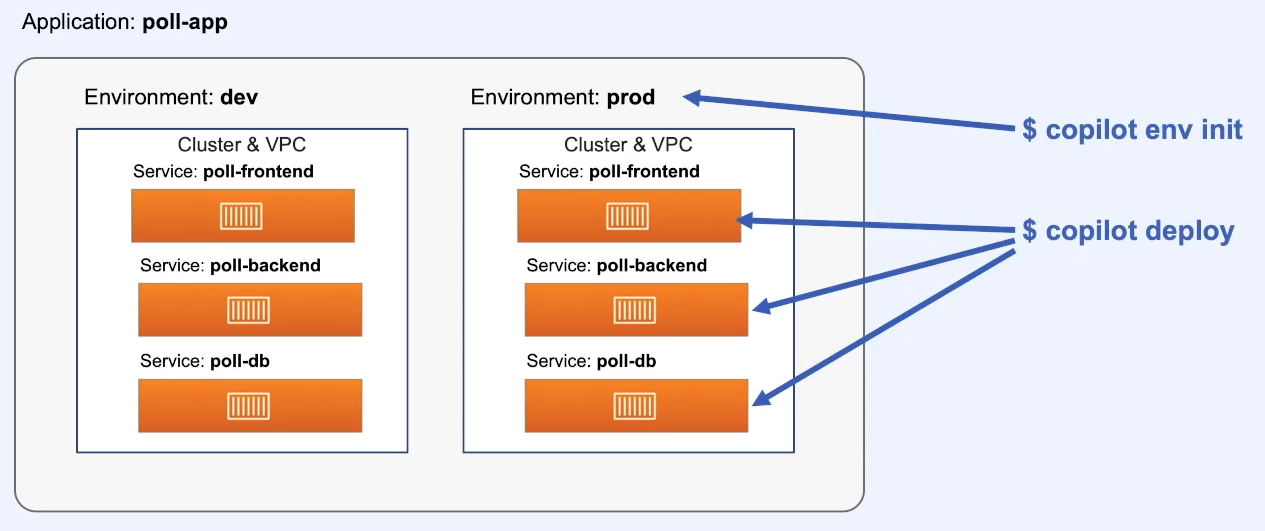 Application: poll-app
Environment: dev
Cluster & VPC
Service: poll-frontend
Service: poll-backend
Service: poll-db
Environment: prod
Cluster & VPC
Service: poll-frontend
Service: poll-backend
Service: poll-db
$ copilot env init
$ copilot deploy